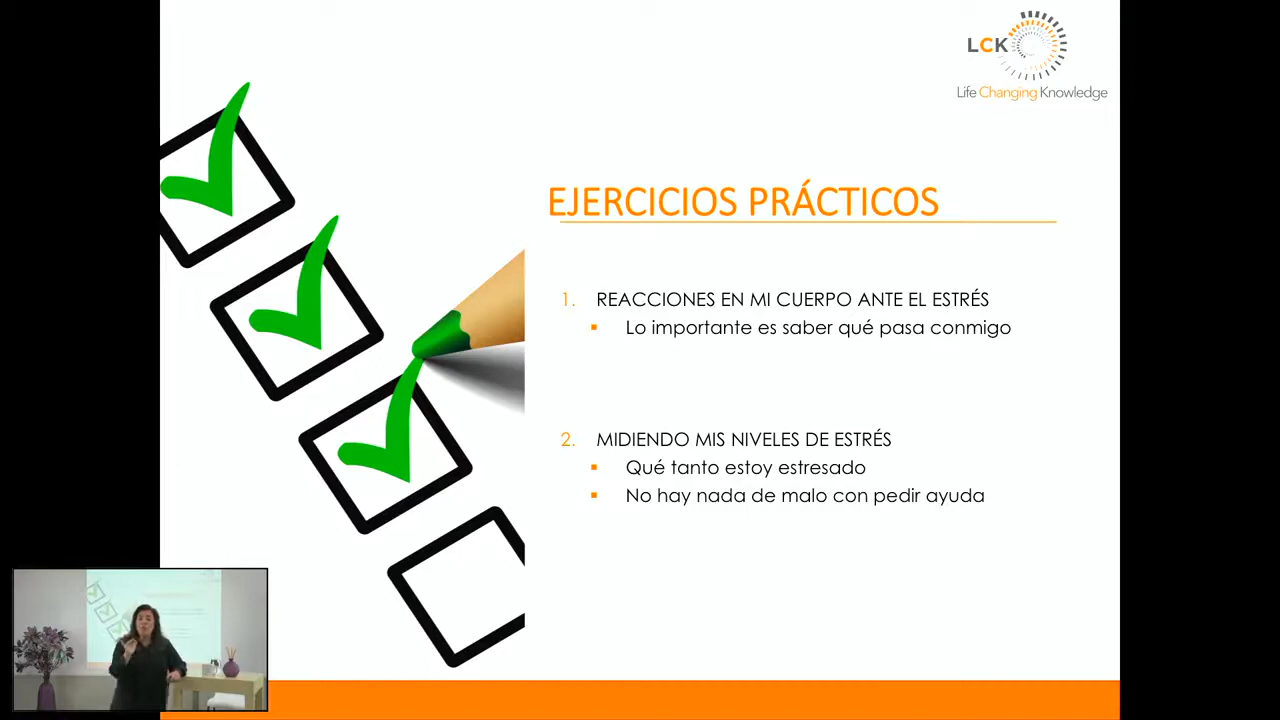 LCK
Life Changing Knowledge
EJERCICIOS PRÁCTICOS
1. REACCIONES EN MI CUERPO ANTE EL ESTRÉS
▪ Lo importante es saber qué pasa conmigo
2. MIDIENDO MIS NIVELES DE ESTRÉS
▪ Qué tanto estoy estresado
▪ No hay nada de malo con pedir ayuda